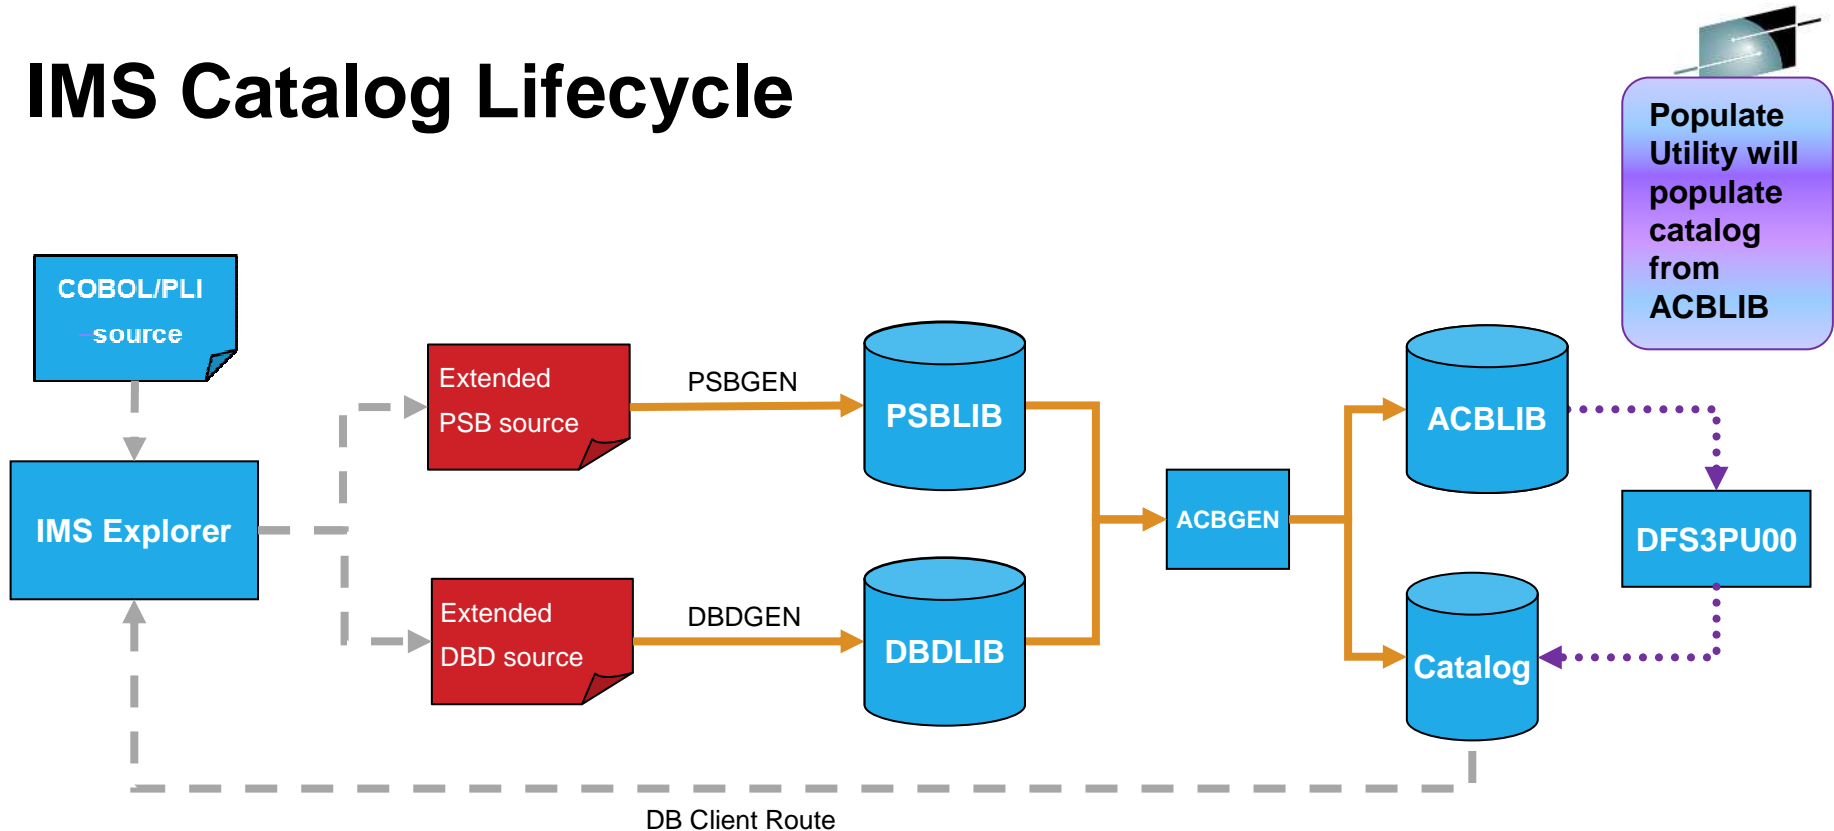 IMS Catalog Lifecycle
Populate
Utility will
populate
catalog
from
ACBLIB
COBOL/PLI
source
IMS Explorer
Extended
PSB source
PSBGEN
PSBLIB
Extended
DBD source
DBDGEN
DBDLIB
ACBGEN
ACBLIB
DFS3PU00
Catalog
DB Client Route